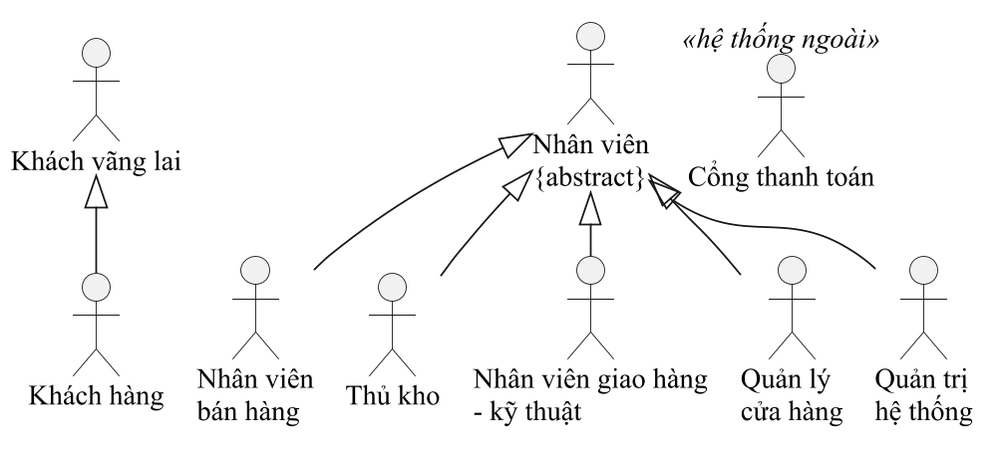 «hệ thống ngoài»
Khách vãng lai
Nhân viên
{abstract}
Cổng thanh toán
Khách hàng
Nhân viên
bán hàng
Thủ kho
Nhân viên giao hàng
- kỹ thuật
Quản lý
cửa hàng
Quản trị
hệ thống